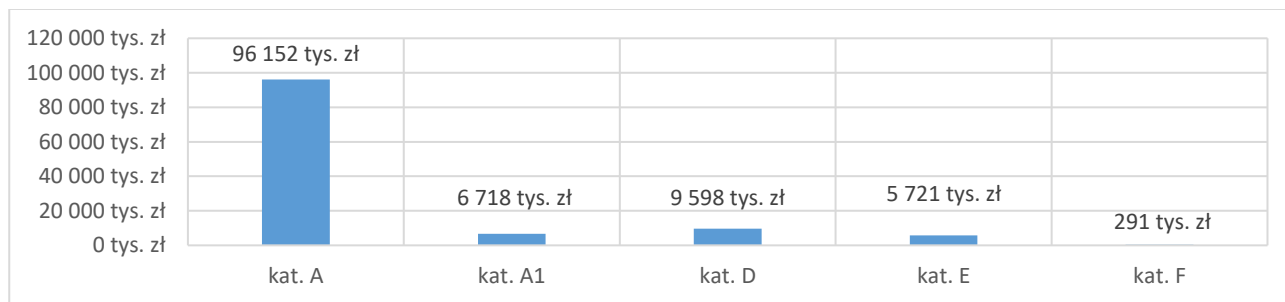 120 000 tys. zł
100 000 tys. zł
80 000 tys. zł
60 000 tys. zł
40 000 tys. zł
20 000 tys. zł
0 tys. zł
96 152 tys. zł
6 718 tys. zł
9 598 tys. zł
5 721 tys. zł
291 tys. zł
kat. A
kat. A1
kat. D
kat. E
kat. F